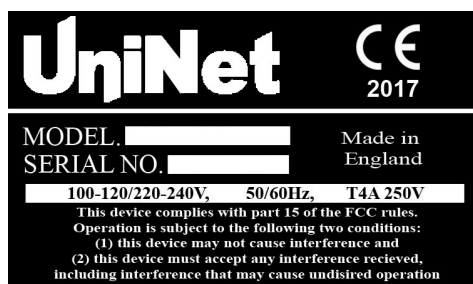 UniNet
CE
2017
MODEL.
SERIAL NO.
Made in
England
100-120/220-240V, 50/60Hz, T4A 250V
This device complies with part 15 of the FCC rules.
Operation is subject to the following two conditions:
(1) this device may not cause interference and
(2) this device must accept any interference recieved,
including interference that may cause undisired operation